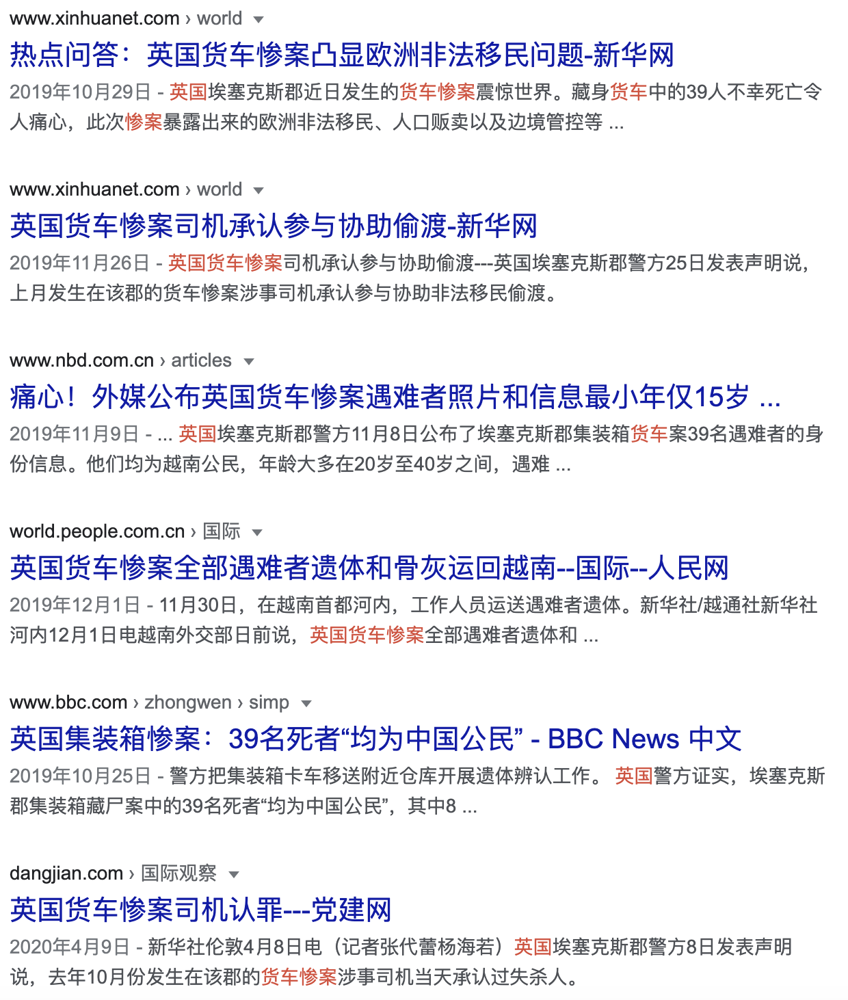 www.xinhuanet.com › world
热点问答：英国货车惨案凸显欧洲非法移民问题-新华网
2019年10月29日 - 英国埃塞克斯郡近日发生的货车惨案震惊世界。藏身货车中的39人不幸死亡令
人痛心，此次惨案暴露出来的欧洲非法移民、人口贩卖以及边境管控等 ...
www.xinhuanet.com › world
英国货车惨案司机承认参与协助偷渡-新华网
2019年11月26日 - 英国货车惨案司机承认参与协助偷渡---英国埃塞克斯郡警方25日发表声明说，
上月发生在该郡的货车惨案涉事司机承认参与协助非法移民偷渡。
www.nbd.com.cn › articles
痛心！外媒公布英国货车惨案遇难者照片和信息最小年仅15岁 ...
2019年11月9日 - ... 英国埃塞克斯郡警方11月8日公布了埃塞克斯郡集装箱货车案39名遇难者的身
份信息。他们均为越南公民，年龄大多在20岁至40岁之间，遇难 ...
world.people.com.cn › 国际
英国货车惨案全部遇难者遗体和骨灰运回越南--国际--人民网
2019年12月1日 - 11月30日，在越南首都河内，工作人员运送遇难者遗体。新华社/越通社新华社
河内12月1日电越南外交部日前说，英国货车惨案全部遇难者遗体和 ...
www.bbc.com › zhongwen › simp
英国集装箱惨案：39名死者“均为中国公民” - BBC News 中文
2019年10月25日 - 警方把集装箱卡车移送附近仓库开展遗体辨认工作。 英国警方证实，埃塞克斯
郡集装箱藏尸案中的39名死者“均为中国公民”，其中8 ...
dangjian.com › 国际观察
英国货车惨案司机认罪---党建网
2020年4月9日 - 新华社伦敦4月8日电（记者张代蕾杨海若）英国埃塞克斯郡警方8日发表声明
说，去年10月份发生在该郡的货车惨案涉事司机当天承认过失杀人。